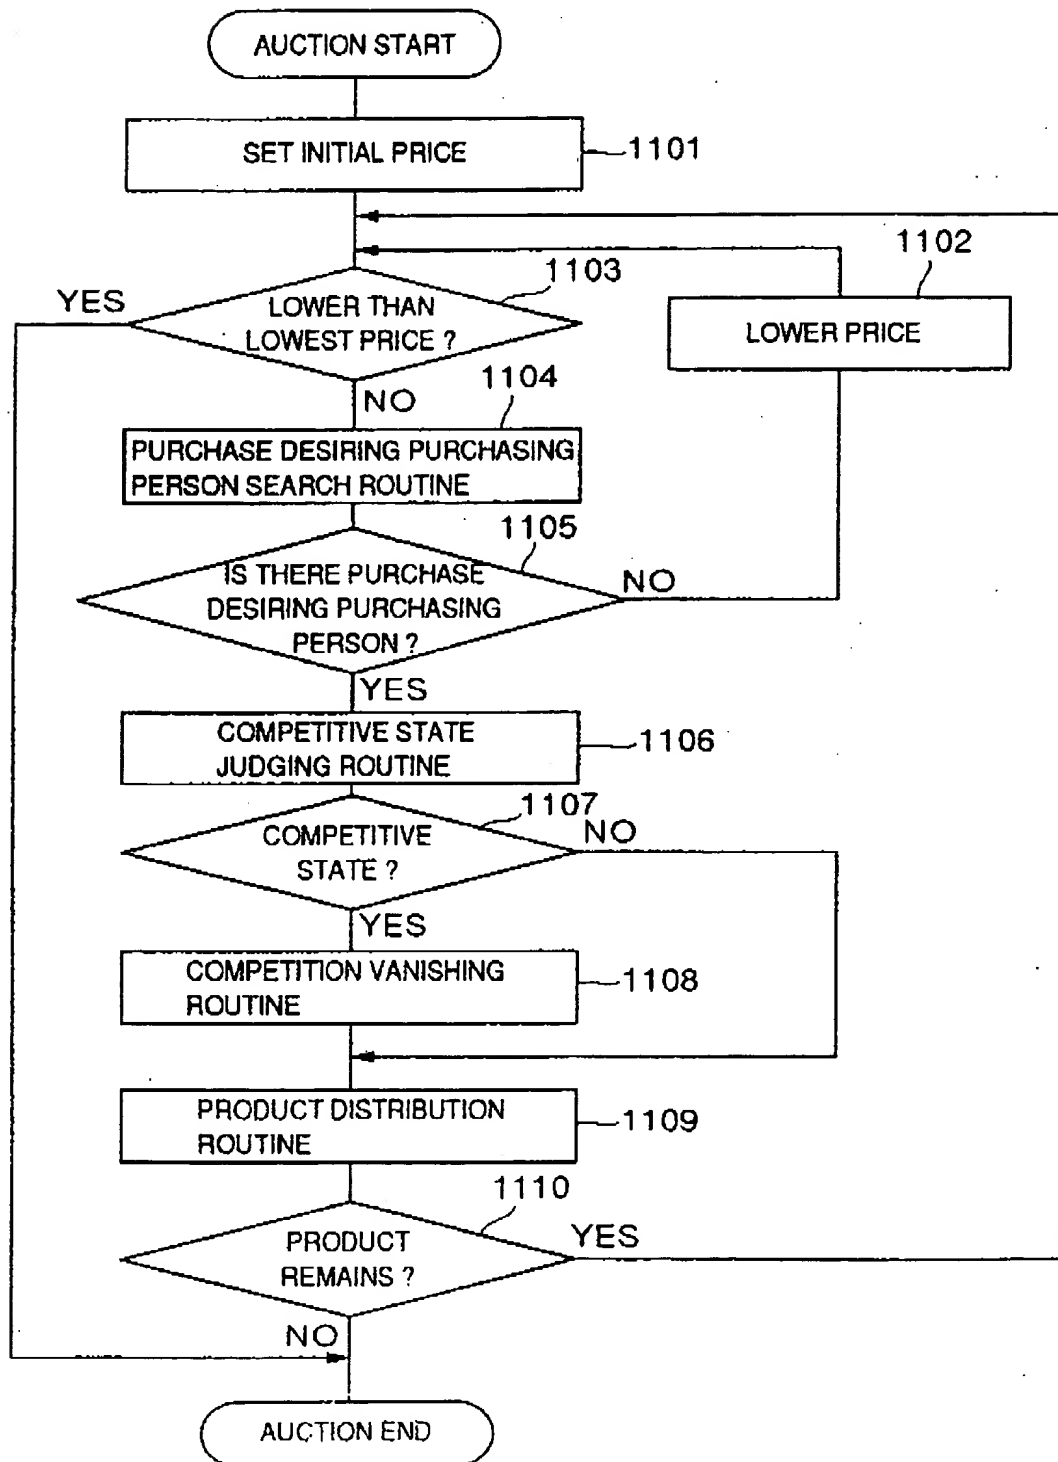 AUCTION START
SET INITIAL PRICE
1101
1102
1103
YES
LOWER THAN
LOWEST PRICE ?
LOWER PRICE
1104
NO
PURCHASE DESIRING PURCHASING
PERSON SEARCH ROUTINE
1105
IS THERE PURCHASE
DESIRING PURCHASING
PERSON ?
NO
YES
COMPETITIVE STATE
JUDGING ROUTINE
1106
1107
COMPETITIVE
STATE ?
NO
YES
COMPETITION VANISHING
ROUTINE
1108
PRODUCT DISTRIBUTION
ROUTINE
1109
1110
PRODUCT
REMAINS ?
YES
NO
AUCTION END